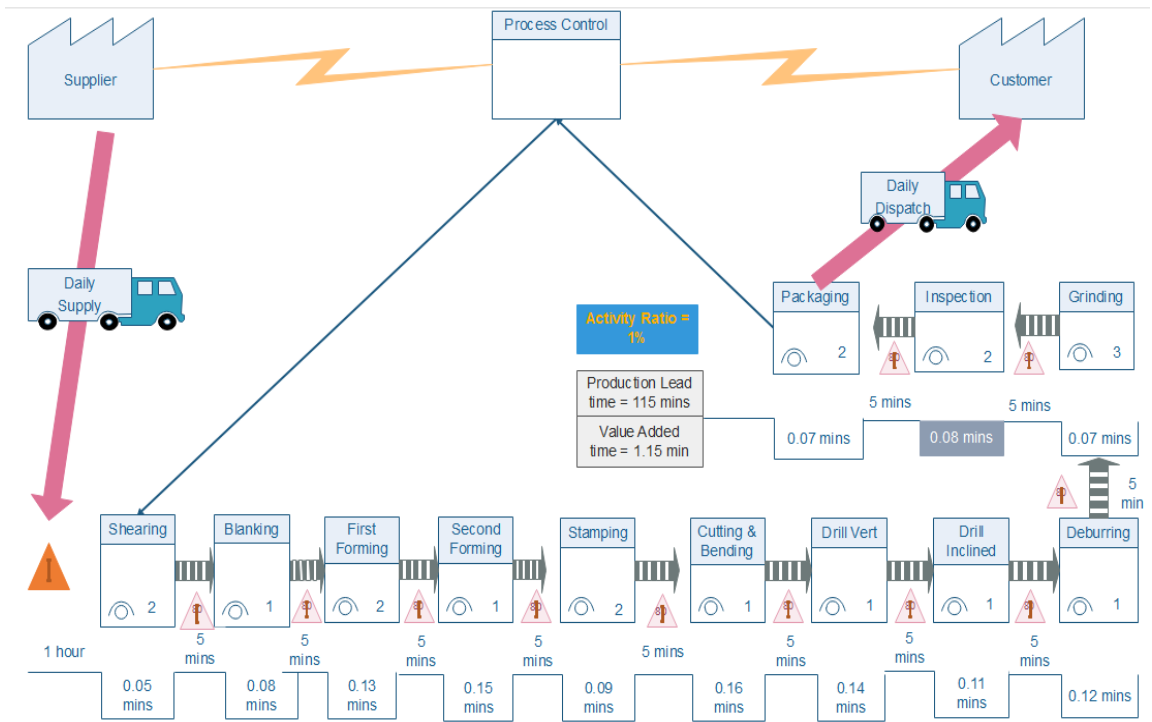 Process Control
Supplier
Customer
Daily
Dispatch
Daily
Supply
Packaging
Inspection
Grinding
2
2
3
Activity Ratio =
1%
Production Lead
time = 115 mins
Value Added
time = 1.15 min
5 mins
5 mins
0.07 mins
0.08 mins
0.07 mins
5
min
Shearing
Blanking
First
Forming
Second
Forming
Stamping
Cutting &
Bending
Drill Vert
Drill
Inclined
Deburring
2
1
2
1
2
1
1
1
1
1 hour
5
mins
5
mins
5
mins
5
mins
5 mins
5
mins
5
mins
5
mins
0.05
mins
0.08
mins
0.13
mins
0.15
mins
0.09
mins
0.16
mins
0.14
mins
0.11
mins
0.12 mins